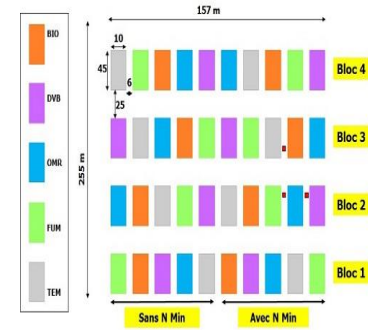 157 m
10
45
6
25
255 m
BIO
DVB
OMR
FUM
TEM
Bloc 4
Bloc 3
Bloc 2
Bloc 1
Sans N Min
Avec N Min